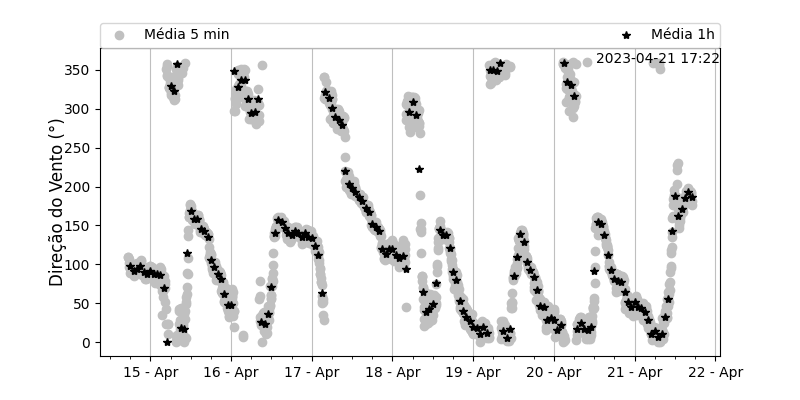 Média 5 min
Média 1h
2023-04-21 17:22
Direção do Vento (°)
350
300
250
200
150
100
50
0
15 - Apr
16 - Apr
17 - Apr
18 - Apr
19 - Apr
20 - Apr
21 - Apr
22 - Apr